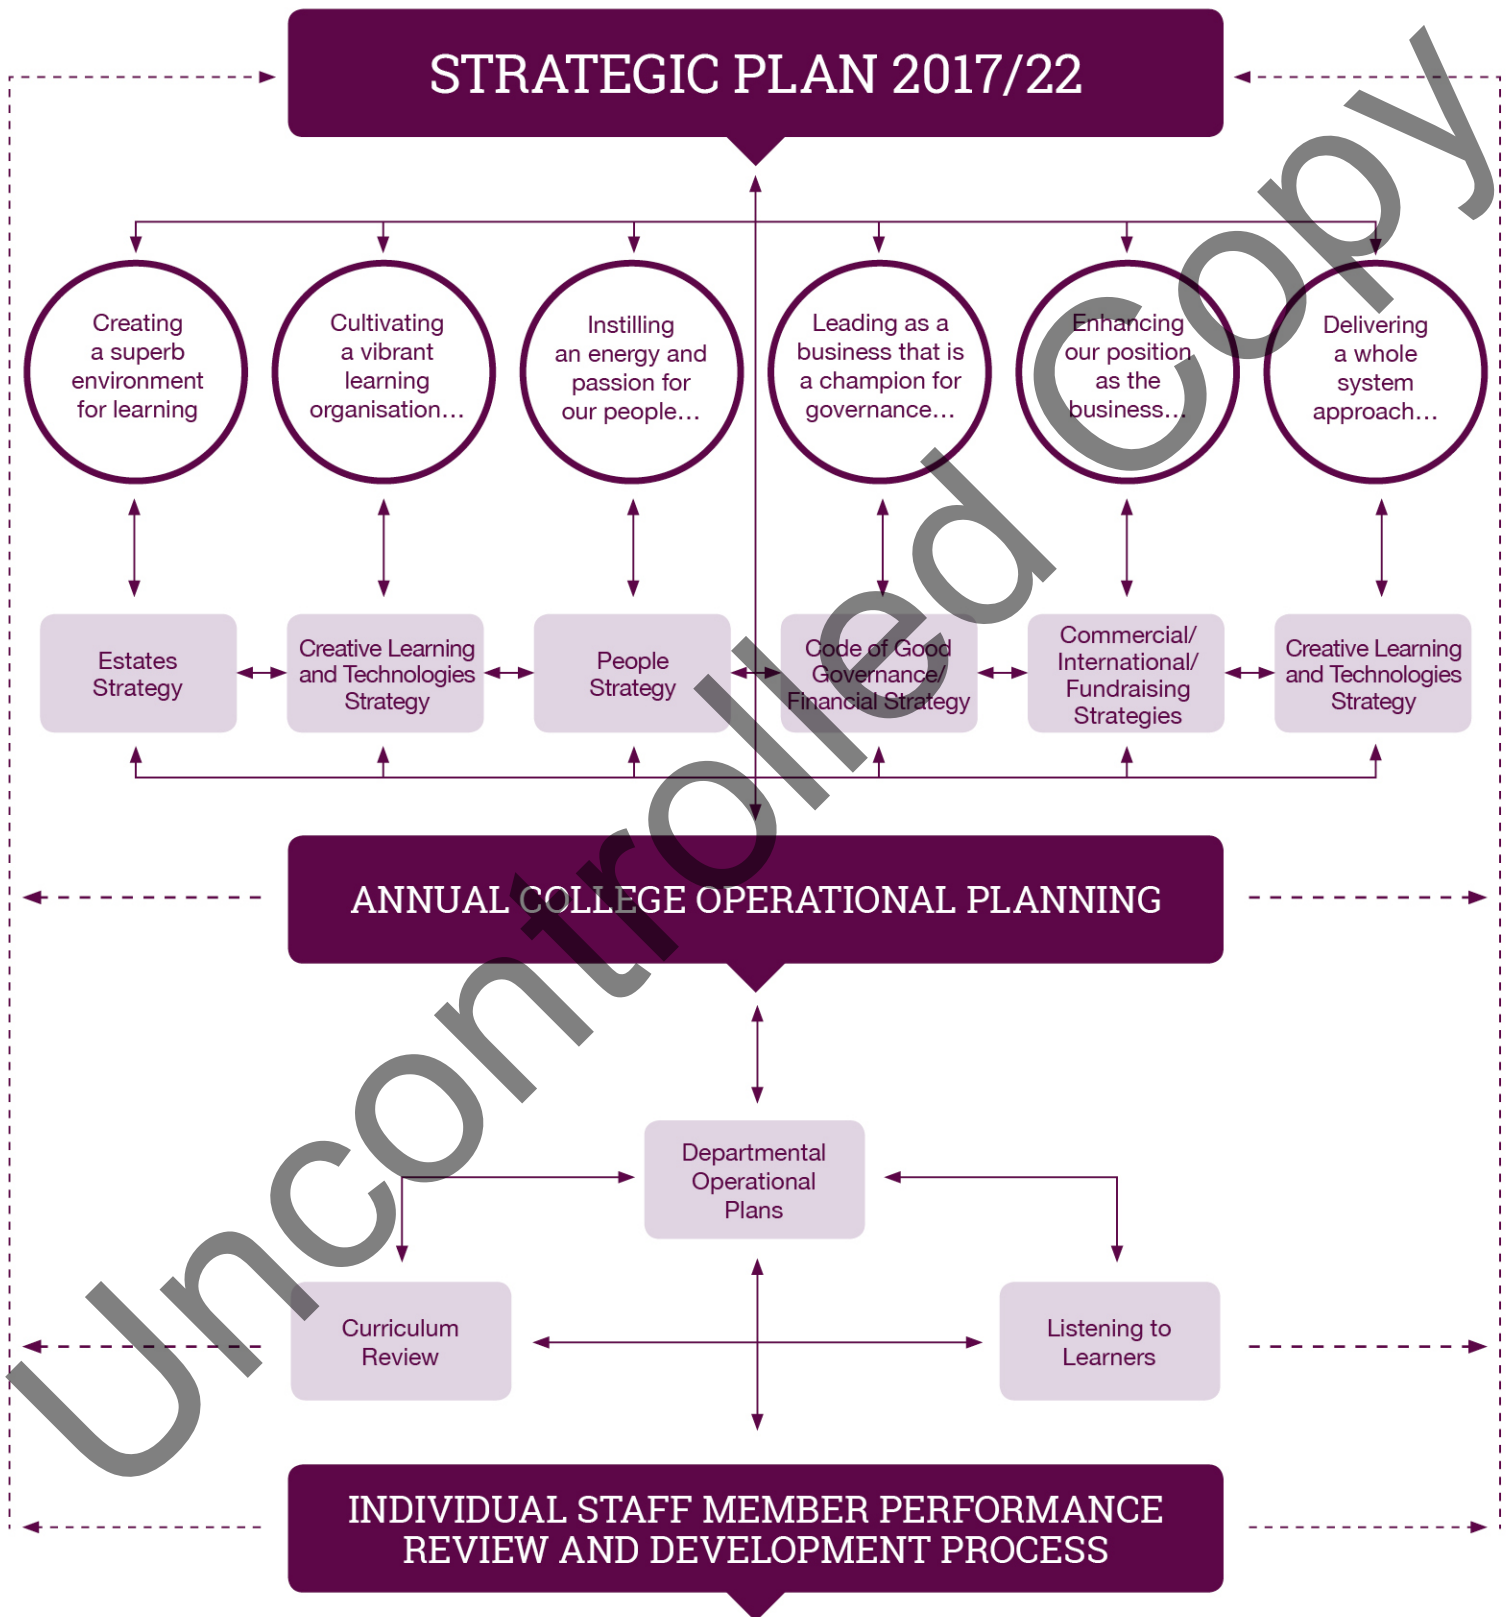 STRATEGIC PLAN 2017/22
Creating
a superb
environment
for learning
Cultivating
a vibrant
learning
organisation...
Instilling
an energy and
passion for
our people...
Leading as a
business that is
a champion for
governance...
Enhancing
our position
as the
business...
Delivering
a whole
system
approach...
Estates
Strategy
Creative Learning
and Technologies
Strategy
People
Strategy
Code of Good
Governance/
Financial Strategy
Commercial/
International/
Fundraising
Strategies
Creative Learning
and Technologies
Strategy
ANNUAL COLLEGE OPERATIONAL PLANNING
Departmental
Operational
Plans
Curriculum
Review
Listening to
Learners
INDIVIDUAL STAFF MEMBER PERFORMANCE
REVIEW AND DEVELOPMENT PROCESS
Uncontrolled Copy